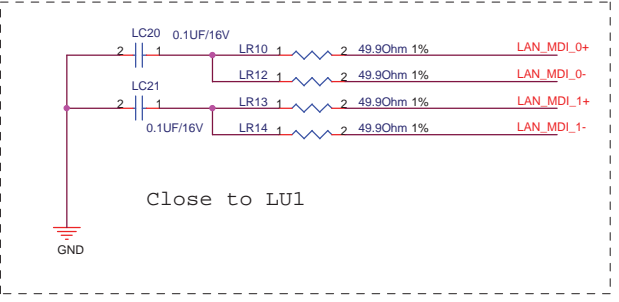 LC20 0.1UF/16V
2 1 LR10 1 2 49.9Ohm 1% LAN_MDI_0+
LR12 1 2 49.9Ohm 1% LAN_MDI_0-
LC21
2 1 LR13 1 2 49.9Ohm 1% LAN_MDI_1+
0.1UF/16V LR14 1 2 49.9Ohm 1% LAN_MDI_1-
Close to LU1
GND